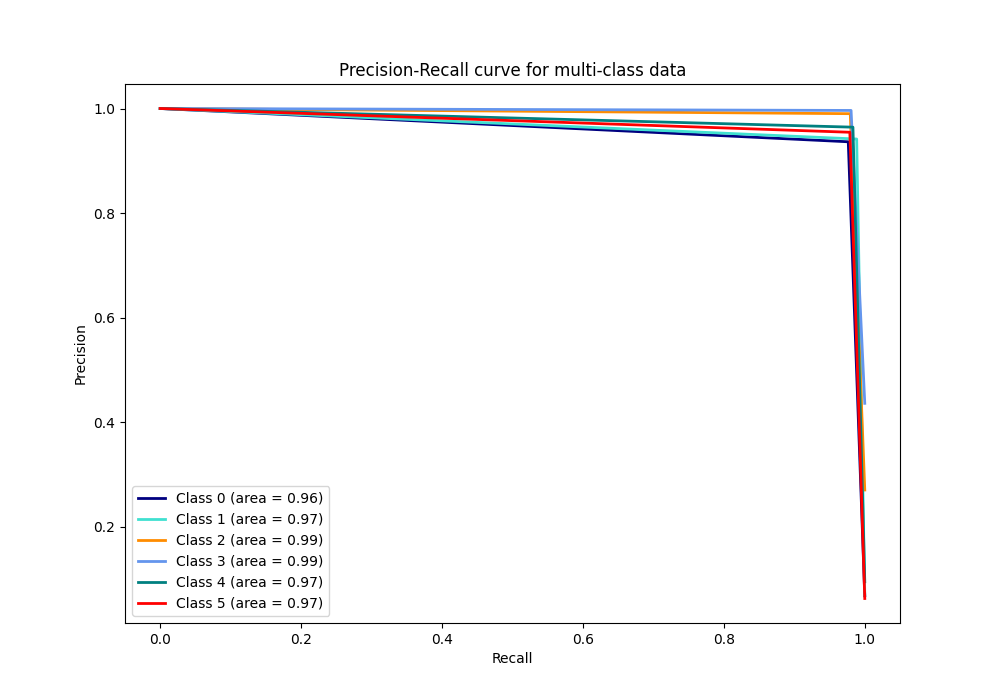 Precision-Recall curve for multi-class data
Precision
1.0
0.8
0.6
0.4
0.2
Class 0 (area = 0.96)
Class 1 (area = 0.97)
Class 2 (area = 0.99)
Class 3 (area = 0.99)
Class 4 (area = 0.97)
Class 5 (area = 0.97)
0.0 0.2 0.4 0.6 0.8 1.0
Recall